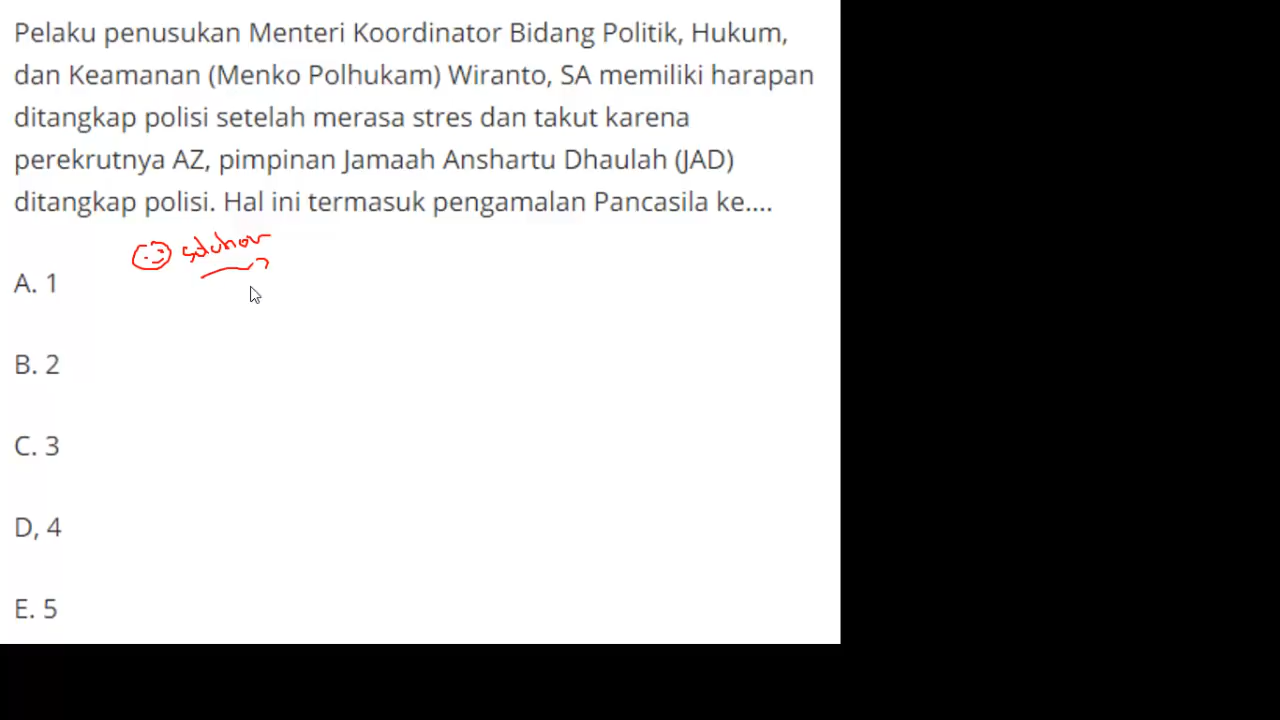 Pelaku penusukan Menteri Koordinator Bidang Politik, Hukum,
dan Keamanan (Menko Polhukam) Wiranto, SA memiliki harapan
ditangkap polisi setelah merasa stres dan takut karena
perekrutnya AZ, pimpinan Jamaah Anshartu Dhaulah (JAD)
ditangkap polisi. Hal ini termasuk pengamalan Pancasila ke....
A. 1
B. 2
C. 3
D, 4
E. 5